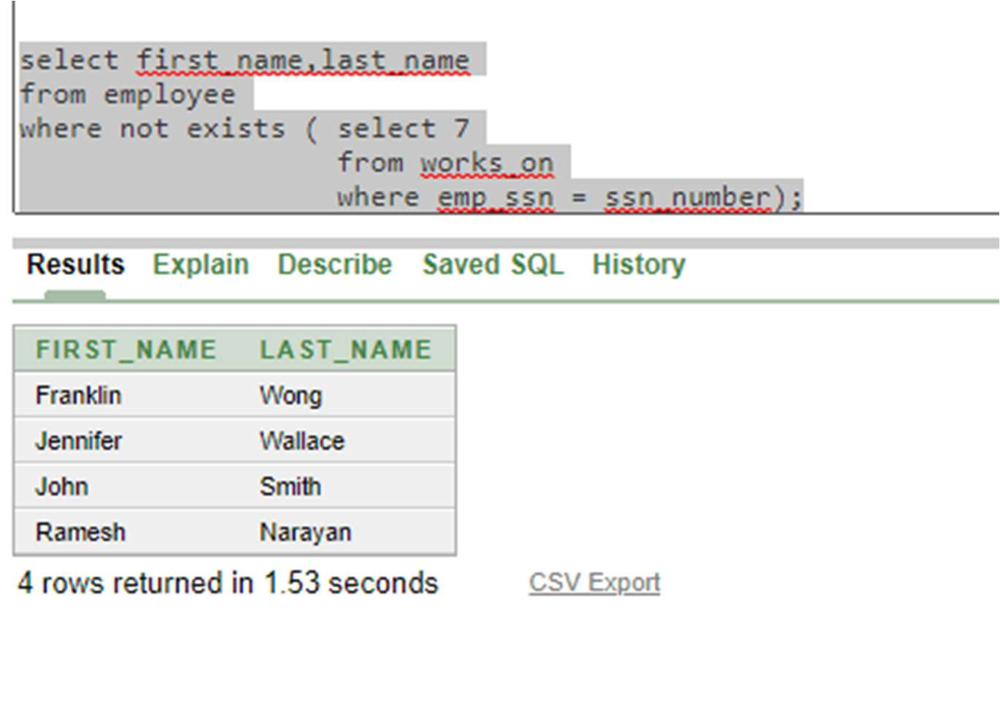 select first_name,last_name
from employee
where not exists ( select 7
from works_on
where emp_ssn = ssn_number);
Results Explain Describe Saved SQL History
FIRST_NAME LAST_NAME
Franklin Wong
Jennifer Wallace
John Smith
Ramesh Narayan
4 rows returned in 1.53 seconds CSV Export